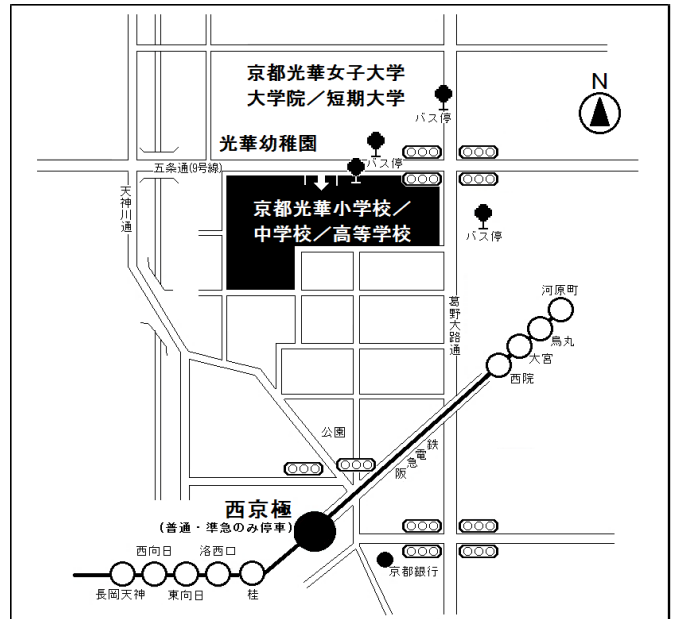 京都光華女子大学
大学院／短期大学
N
バス停
光華幼稚園
バス停
五条通(9号線)
天神川通
京都光華小学校／
中学校／高等学校
バス停
葛野大路通
河原町
烏丸
大宮
西院
公園
阪急電鉄
西京極
(普通・準急のみ停車)
西向日
洛西口
長岡天神
東向日
桂
京都銀行